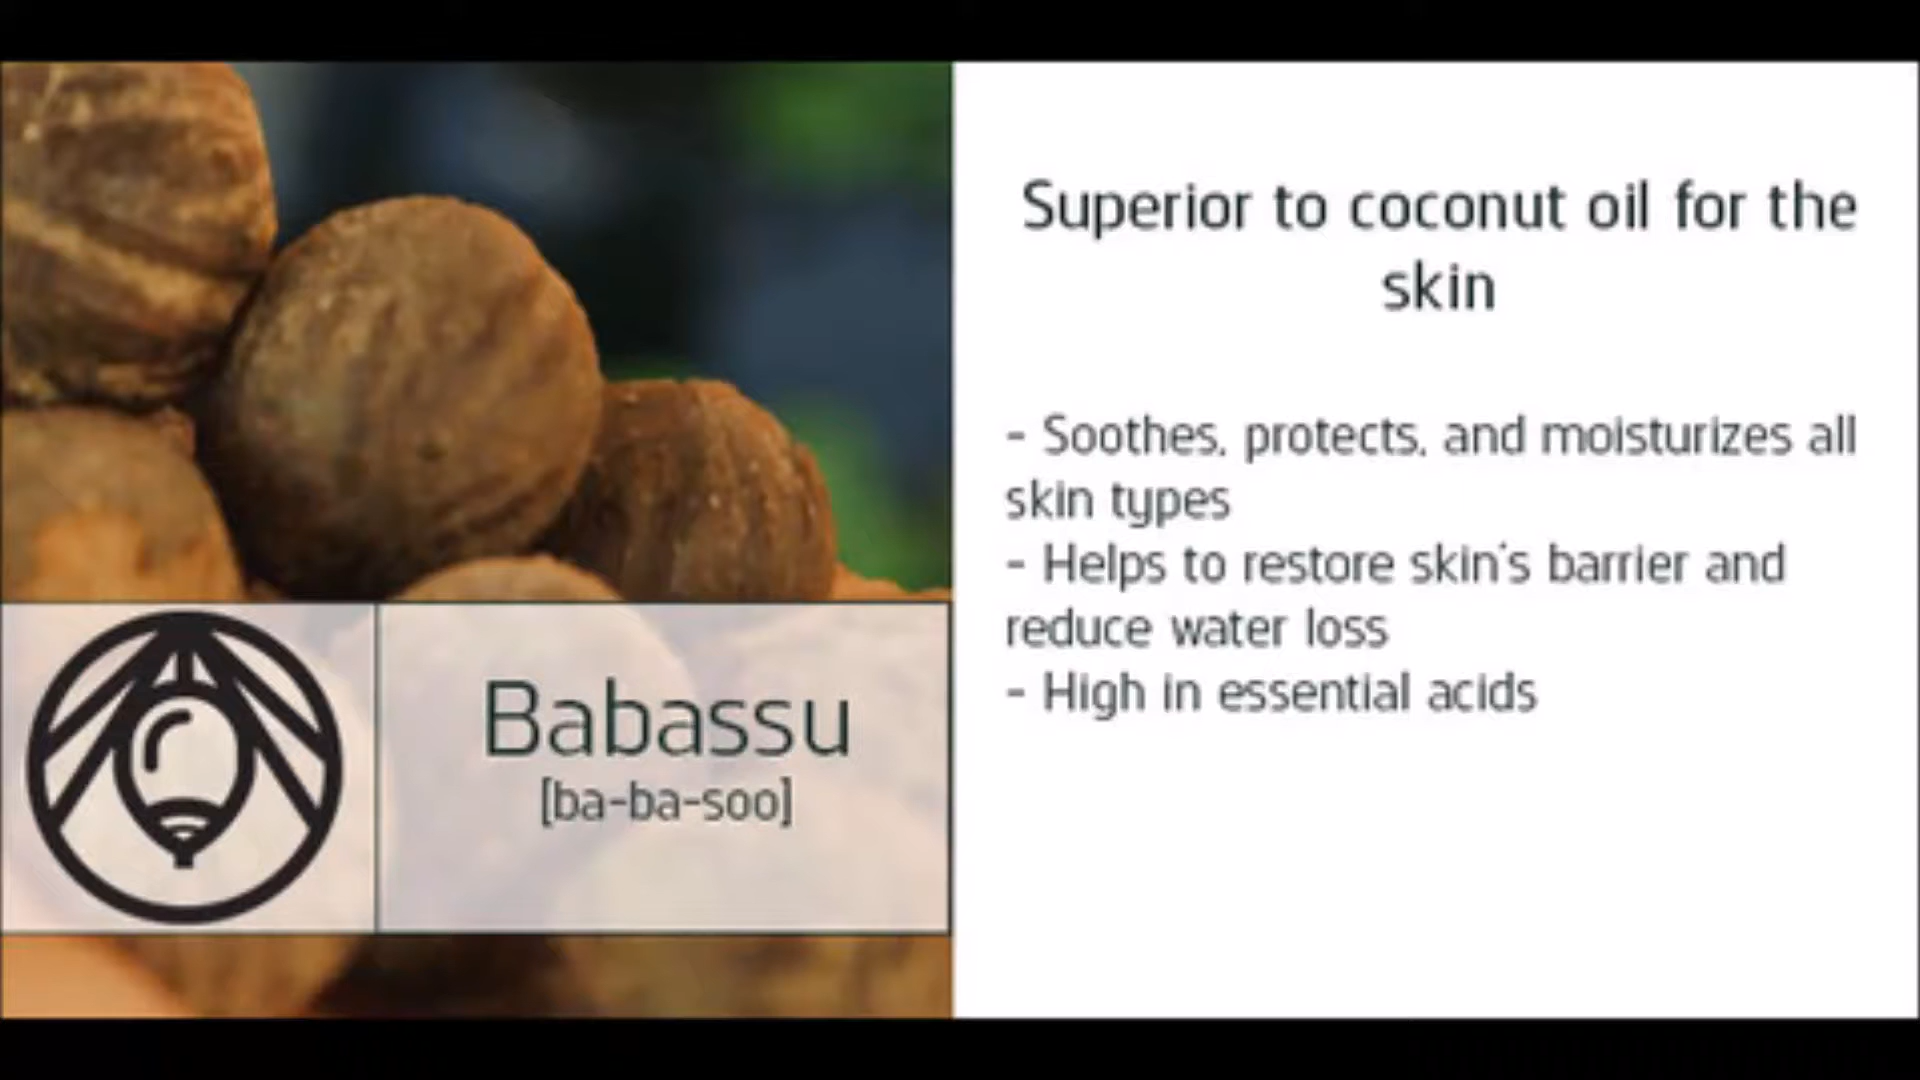 Superior to coconut oil for the
skin
- Soothes, protects, and moisturizes all
skin types
- Helps to restore skin's barrier and
reduce water loss
- High in essential acids
Babassu
[ba-ba-soo]